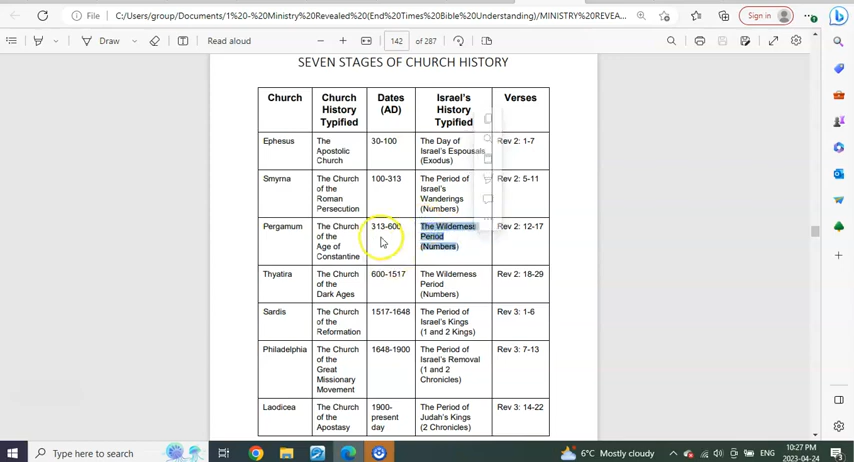 File
C:/Users/group/Documents/1%20-%20Ministry%20Revealed%20(End%20Times%20Bible%20Understanding)/MINISTRY%20REVEA...
Sign in
Draw
Read aloud
142 of 287
SEVEN STAGES OF CHURCH HISTORY
Church
Church History Typified
Dates (AD)
Israel's History Typified
Verses
Ephesus
The Apostolic Church
30-100
The Day of Israel's Espousals (Exodus)
Rev 2: 1-7
Smyrna
The Church of the Roman Persecution
100-313
The Period of Israel's Wanderings (Numbers)
Rev 2: 5-11
Pergamum
The Church of the Age of Constantine
313-600
The Wilderness Period (Numbers)
Rev 2: 12-17
Thyatira
The Church of the Dark Ages
600-1517
The Wilderness Period (Numbers)
Rev 2: 18-29
Sardis
The Church of the Reformation
1517-1648
The Period of Israel's Kings (1 and 2 Kings)
Rev 3: 1-6
Philadelphia
The Church of the Great Missionary Movement
1648-1900
The Period of Israel's Removal (1 and 2 Chronicles)
Rev 3: 7-13
Laodicea
The Church of the Apostasy
1900-present day
The Period of Judah's Kings (2 Chronicles)
Rev 3: 14-22
Type here to search
6°C Mostly cloudy
ENG
10:27 PM
2023-04-24